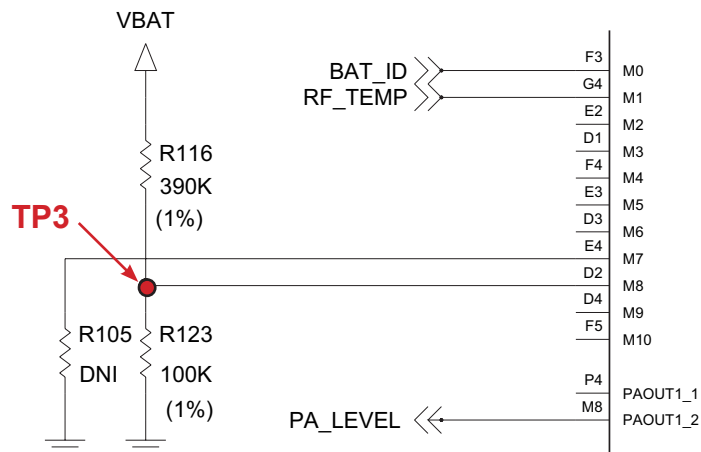 VBAT
R116
390K
(1%)
TP3
R105
DNI
R123
100K
(1%)
BAT_ID
RF_TEMP
PA_LEVEL
F3
M0
G4
M1
E2
M2
D1
M3
F4
M4
E3
M5
D3
M6
E4
M7
D2
M8
D4
M9
F5
M10
P4
PAOUT1_1
M8
PAOUT1_2